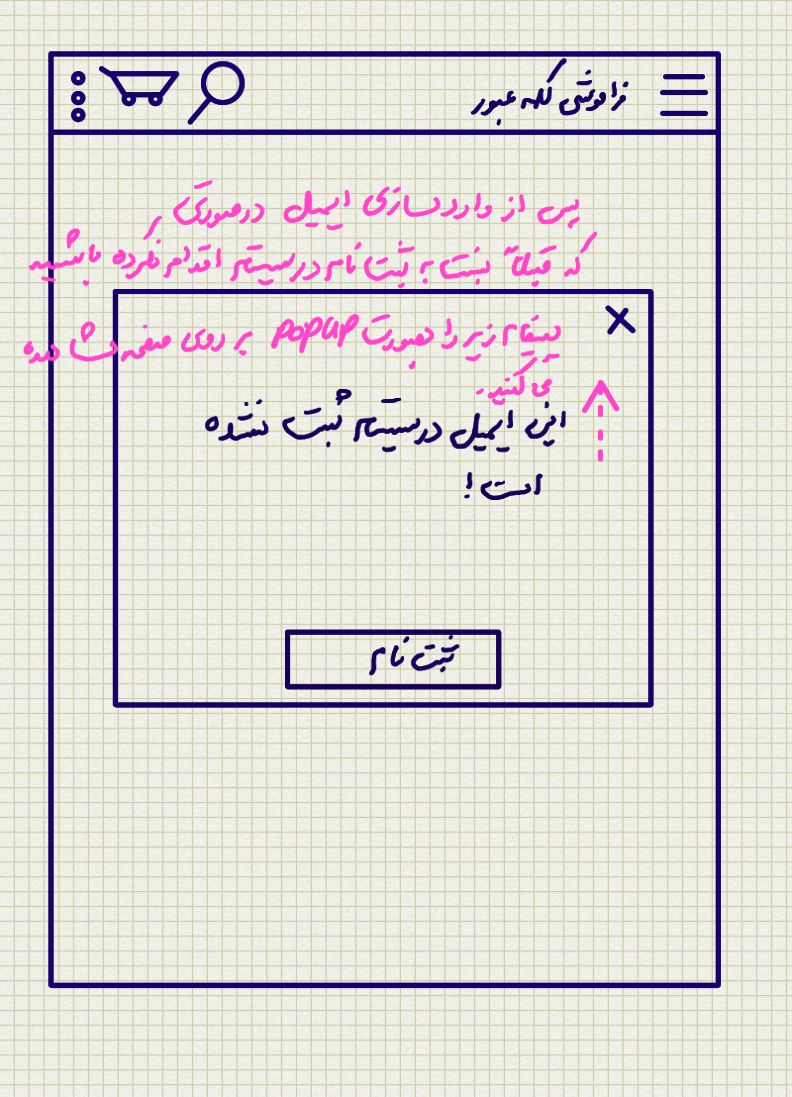 فراموشی کلمه عبور
پس از وارد سازی ایمیل درصورتی
که قبلاً نسبت به ثبت نام در سیستم اقدام نکرده باشید
پیغام زیر را بصورت POPUP بر روی صفحه مشاهده
می کنید.
این ایمیل در سیستم ثبت نشده
است!
ثبت نام